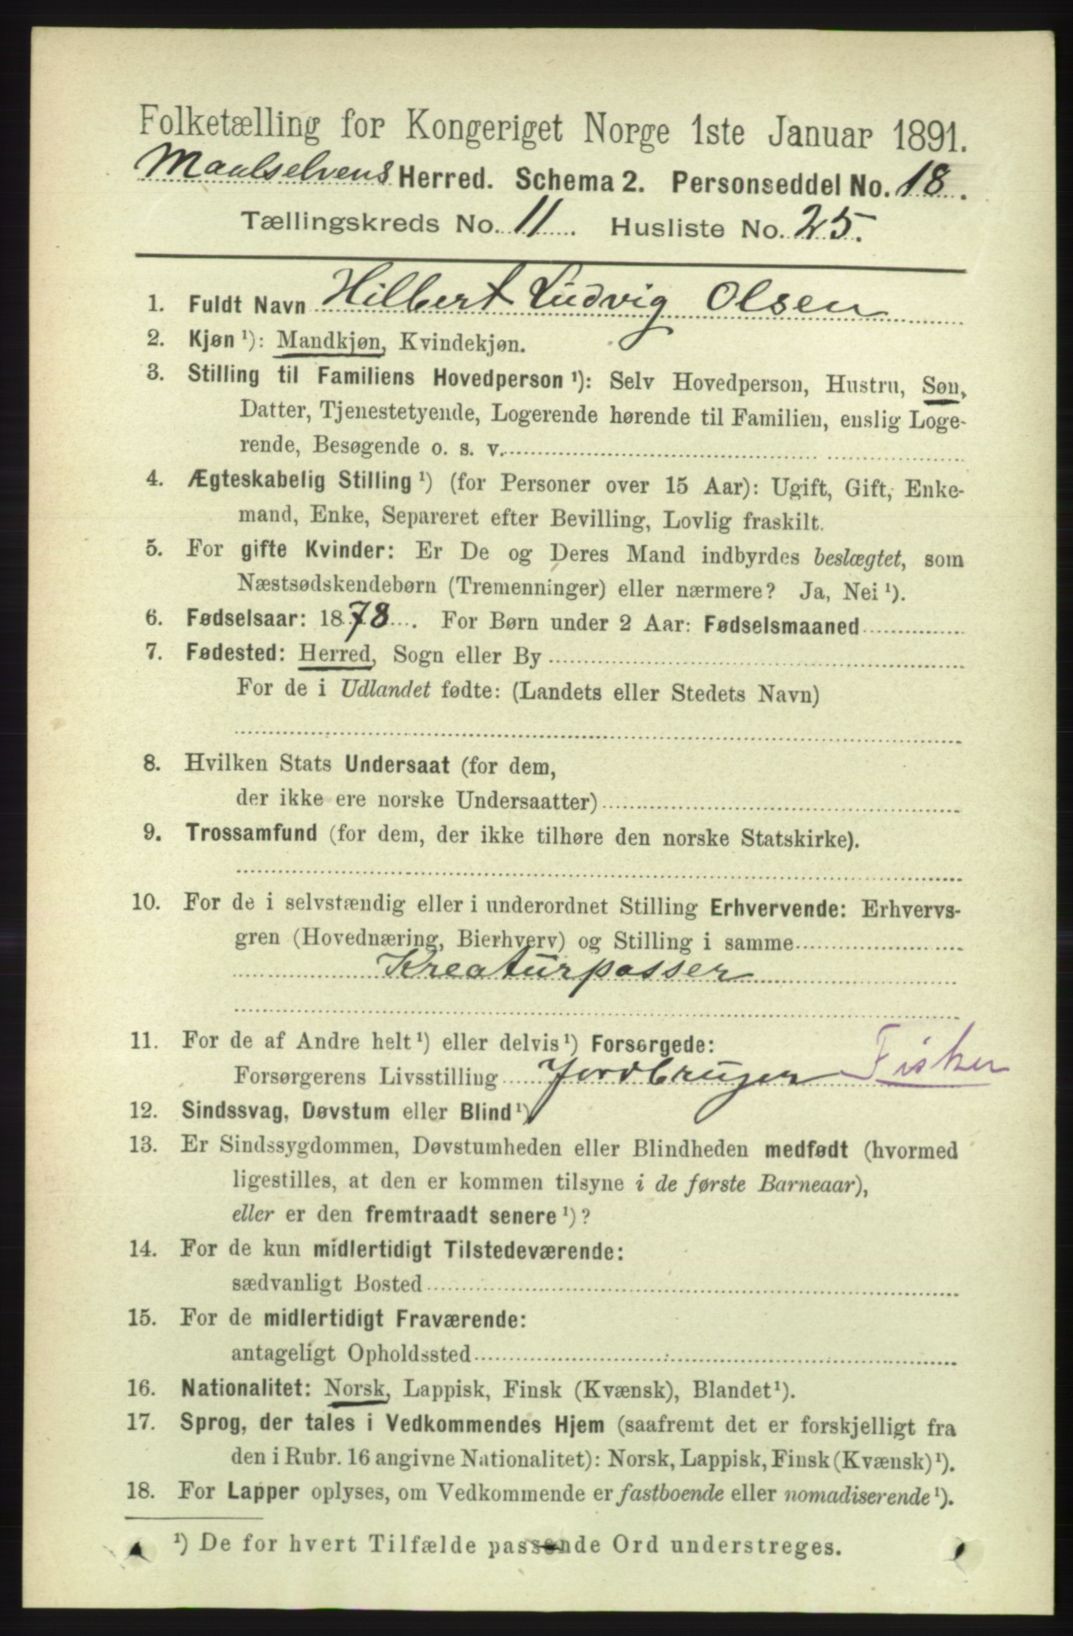 Folketælling for Kongeriget Norge 1ste Januar 1891.
Maalselvens Herred. Schema 2. Personseddel No. 18.
Tællingskreds No. 11. Husliste No. 25.
1. Fuldt Navn Hilbert Ludvig Olsen
2. Kjøn ¹): Mandkjøn, Kvindekjøn.
3. Stilling til Familiens Hovedperson ¹): Selv Hovedperson, Hustru, Søn,
Datter, Tjenestetyende, Logerende hørende til Familien, enslig Loge-
rende, Besøgende o. s. v.
4. Ægteskabelig Stilling ¹) (for Personer over 15 Aar): Ugift, Gift, Enke-
mand, Enke, Separeret efter Bevilling, Lovlig fraskilt.
5. For gifte Kvinder: Er De og Deres Mand indbyrdes beslægtet, som
Næstsødskendebørn (Tremenninger) eller nærmere? Ja, Nei ¹).
6. Fødselsaar: 1878. For Børn under 2 Aar: Fødselsmaaned
7. Fødested: Herred, Sogn eller By
For de i Udlandet fødte: (Landets eller Stedets Navn)
8. Hvilken Stats Undersaat (for dem,
der ikke ere norske Undersaatter)
9. Trossamfund (for dem, der ikke tilhøre den norske Statskirke).
10. For de i selvstændig eller i underordnet Stilling Erhvervende: Erhvervs-
gren (Hovednæring, Bierhverv) og Stilling i samme
Kreaturpasser
11. For de af Andre helt ¹) eller delvis ¹) Forsørgede:
Forsørgerens Livsstilling Jordbruger Fisker
12. Sindssvag, Døvstum eller Blind ¹).
13. Er Sindssygdommen, Døvstumheden eller Blindheden medfødt (hvormed
ligestilles, at den er kommen tilsyne i de første Barneaar),
eller er den fremtraadt senere ¹)?
14. For de kun midlertidigt Tilstedeværende:
sædvanligt Bosted
15. For de midlertidigt Fraværende:
antageligt Opholdssted
16. Nationalitet: Norsk, Lappisk, Finsk (Kvænsk), Blandet ¹).
17. Sprog, der tales i Vedkommendes Hjem (saafremt det er forskjelligt fra
den i Rubr. 16 angivne Nationalitet): Norsk, Lappisk, Finsk (Kvænsk) ¹).
18. For Lapper oplyses, om Vedkommende er fastboende eller nomadiserende ¹).
¹) De for hvert Tilfælde passende Ord understreges.